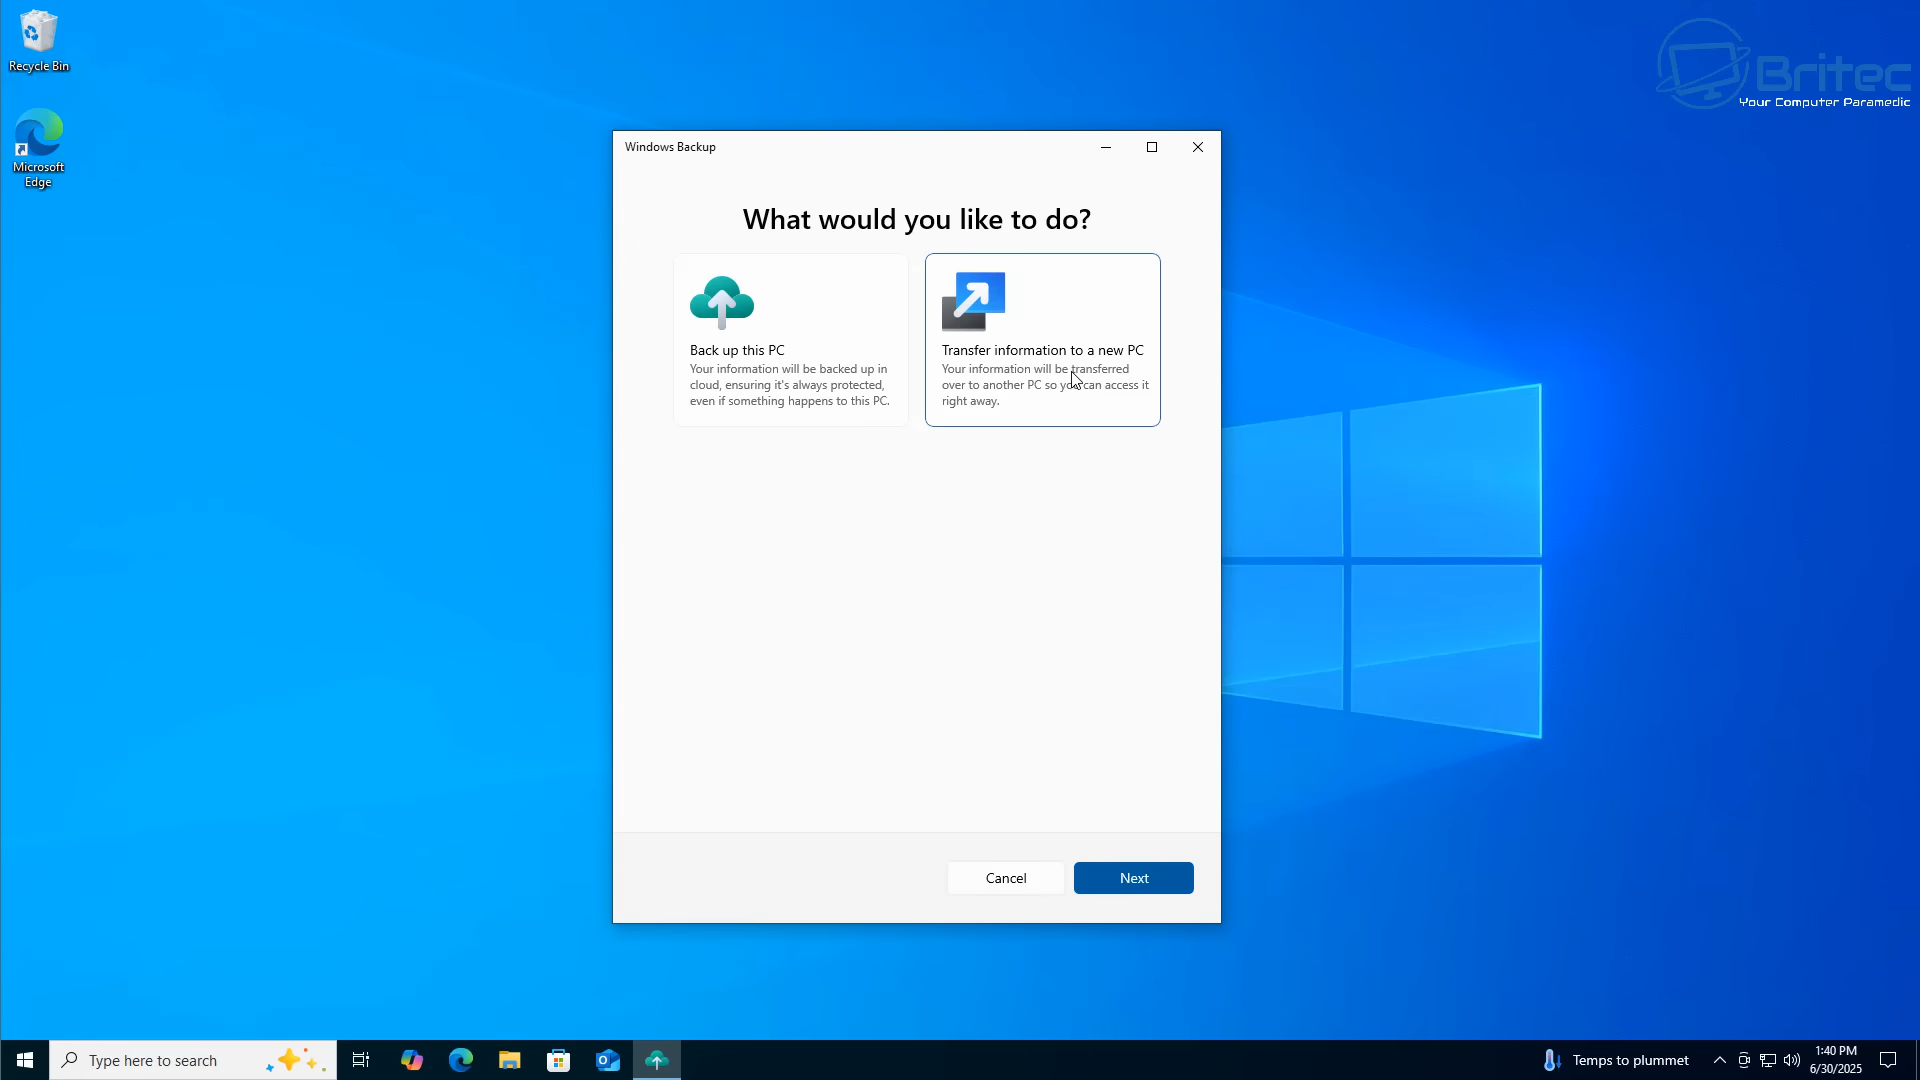 Recycle Bin
Microsoft
Edge
Britec
Your Computer Paramedic
Windows Backup
What would you like to do?
Back up this PC
Your information will be backed up in
cloud, ensuring it's always protected,
even if something happens to this PC.
Transfer information to a new PC
Your information will be transferred
over to another PC so you can access it
right away.
Cancel
Next
Type here to search
Temps to plummet
1:40 PM
6/30/2025